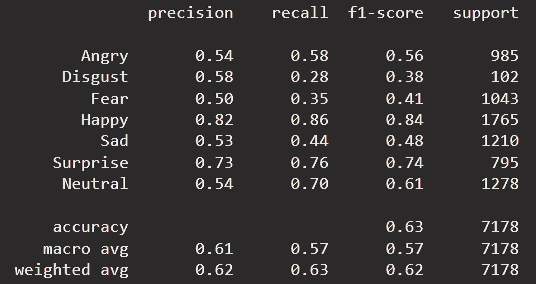 precision recall f1-score support
Angry 0.54 0.58 0.56 985
Disgust 0.58 0.28 0.38 102
Fear 0.50 0.35 0.41 1043
Happy 0.82 0.86 0.84 1765
Sad 0.53 0.44 0.48 1210
Surprise 0.73 0.76 0.74 795
Neutral 0.54 0.70 0.61 1278
accuracy 0.63 7178
macro avg 0.61 0.57 0.57 7178
weighted avg 0.62 0.63 0.62 7178